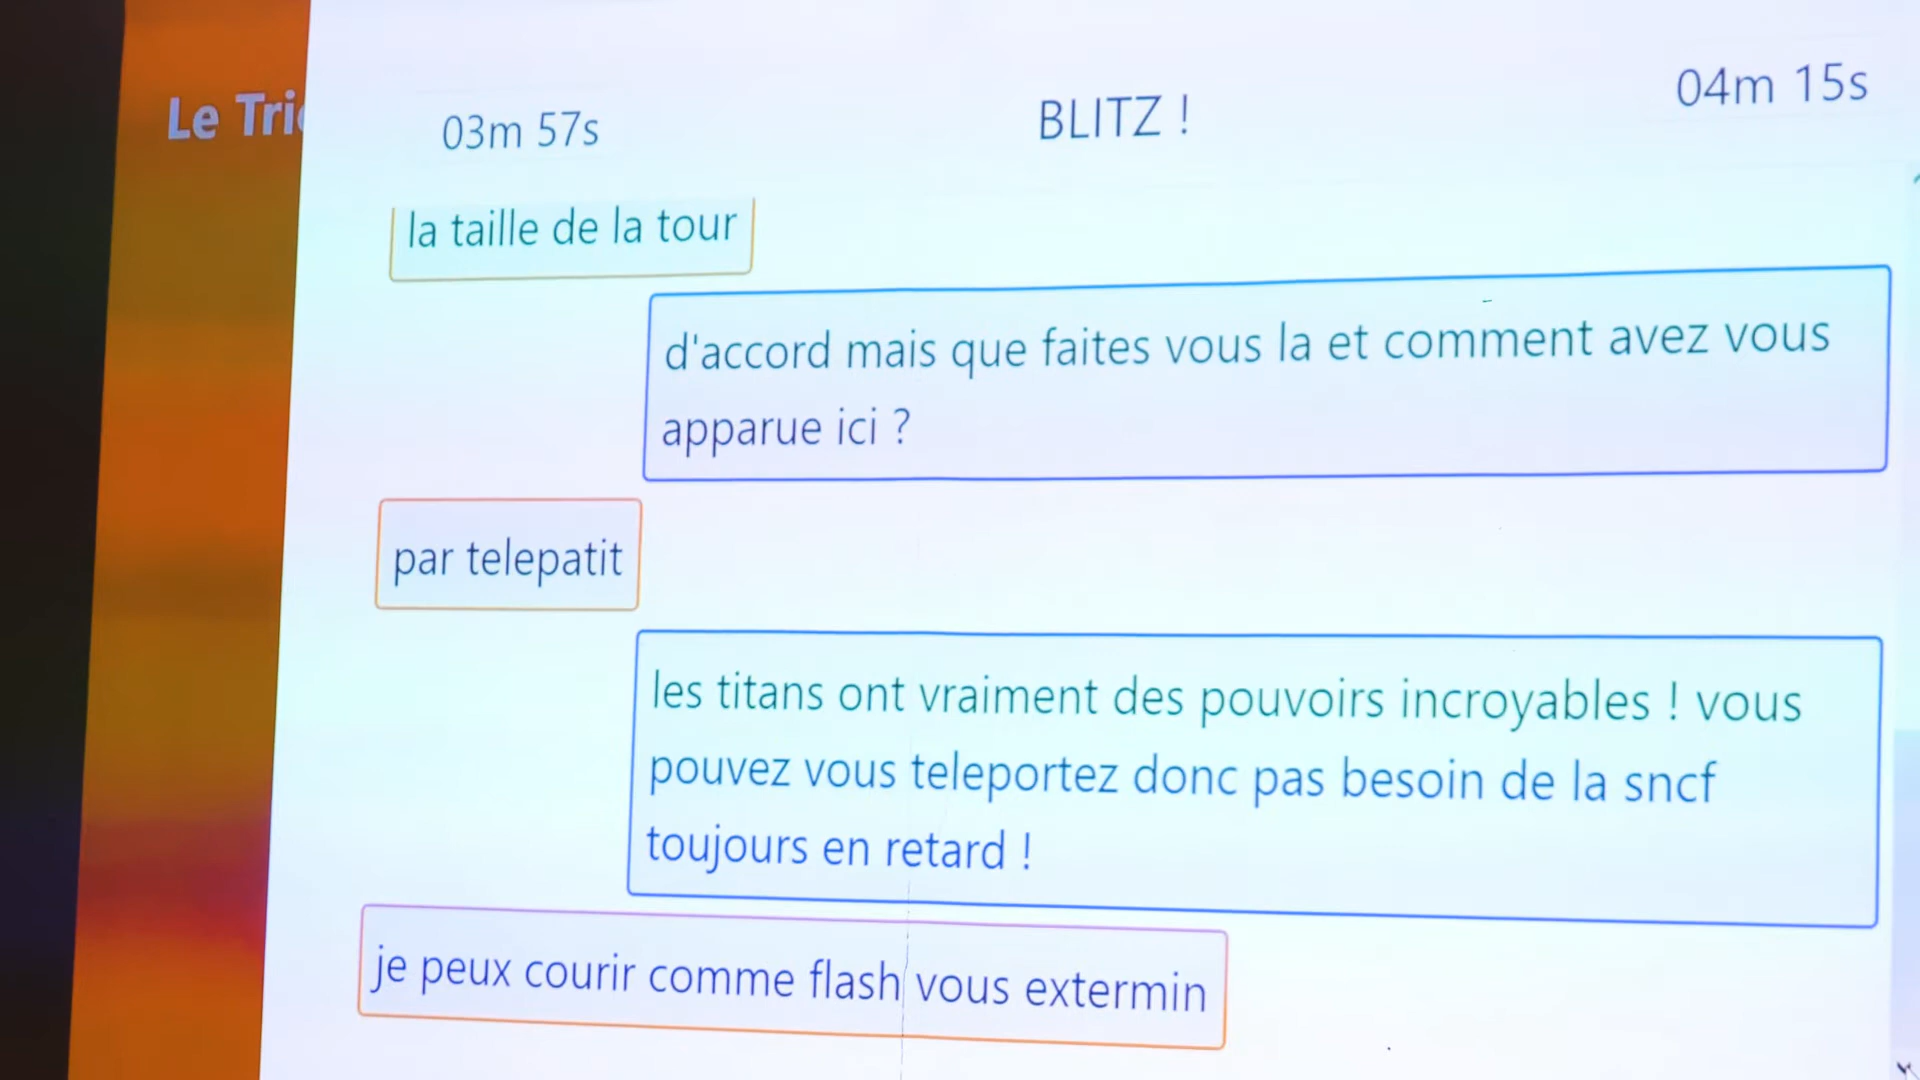 Le Tri
03m 57s
BLITZ !
04m 15s
la taille de la tour
d'accord mais que faites vous la et comment avez vous
apparue ici ?
par telepatit
les titans ont vraiment des pouvoirs incroyables ! vous
pouvez vous teleportez donc pas besoin de la sncf
toujours en retard !
je peux courir comme flash vous extermin